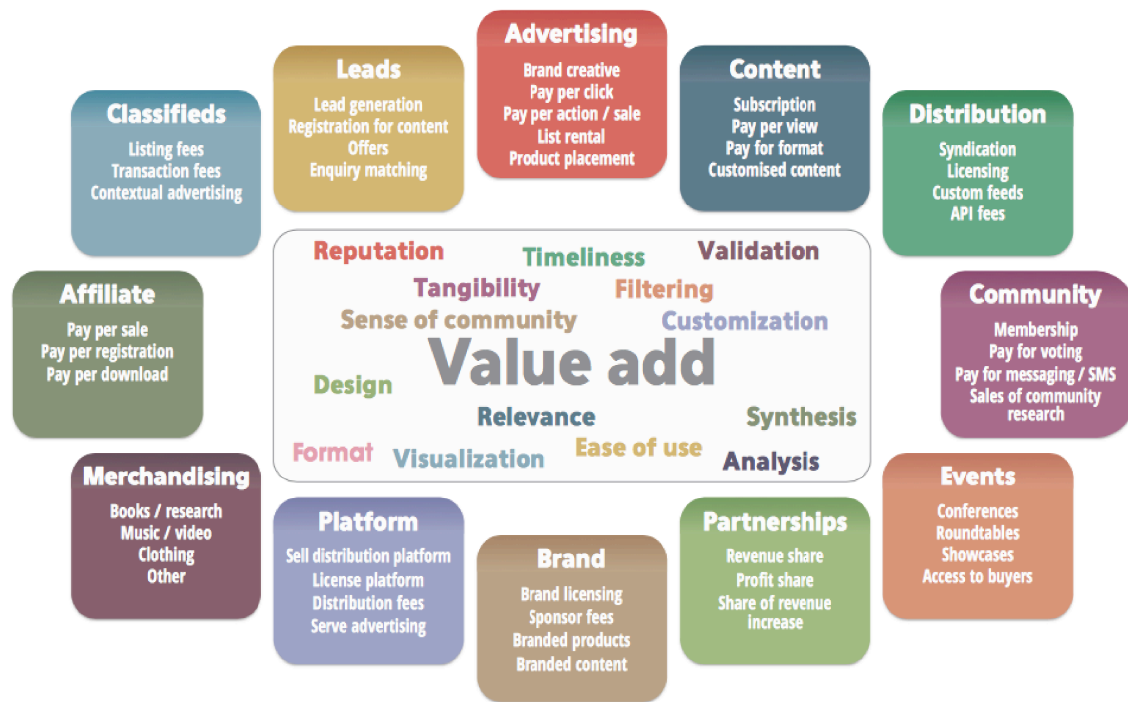 Advertising
Brand creative
Pay per click
Pay per action / sale
List rental
Product placement
Leads
Lead generation
Registration for content
Offers
Enquiry matching
Content
Subscription
Pay per view
Pay for format
Customised content
Classifieds
Listing fees
Transaction fees
Contextual advertising
Distribution
Syndication
Licensing
Custom feeds
API fees
Reputation
Timeliness
Validation
Tangibility
Filtering
Sense of community
Customization
Value add
Design
Relevance
Synthesis
Format
Visualization
Ease of use
Analysis
Affiliate
Pay per sale
Pay per registration
Pay per download
Community
Membership
Pay for voting
Pay for messaging / SMS
Sales of community
research
Merchandising
Books / research
Music / video
Clothing
Other
Platform
Sell distribution platform
License platform
Distribution fees
Serve advertising
Brand
Brand licensing
Sponsor fees
Branded products
Branded content
Partnerships
Revenue share
Profit share
Share of revenue
increase
Events
Conferences
Roundtables
Showcases
Access to buyers